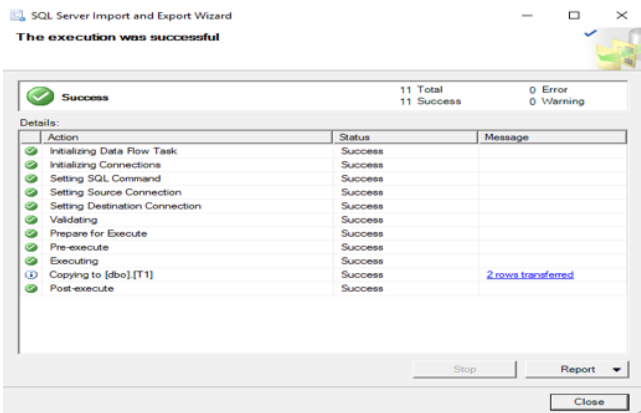 SQL Server Import and Export Wizard
The execution was successful
Success 11 Total 0 Error
11 Success 0 Warning
Details:
Action Status Message
Initializing Data Flow Task Success
Initializing Connections Success
Setting SQL Command Success
Setting Source Connection Success
Setting Destination Connection Success
Validating Success
Prepare for Execute Success
Pre-execute Success
Executing Success
Copying to [dbo].[T1] Success 2 rows transferred
Post-execute Success
Stop Report
Close